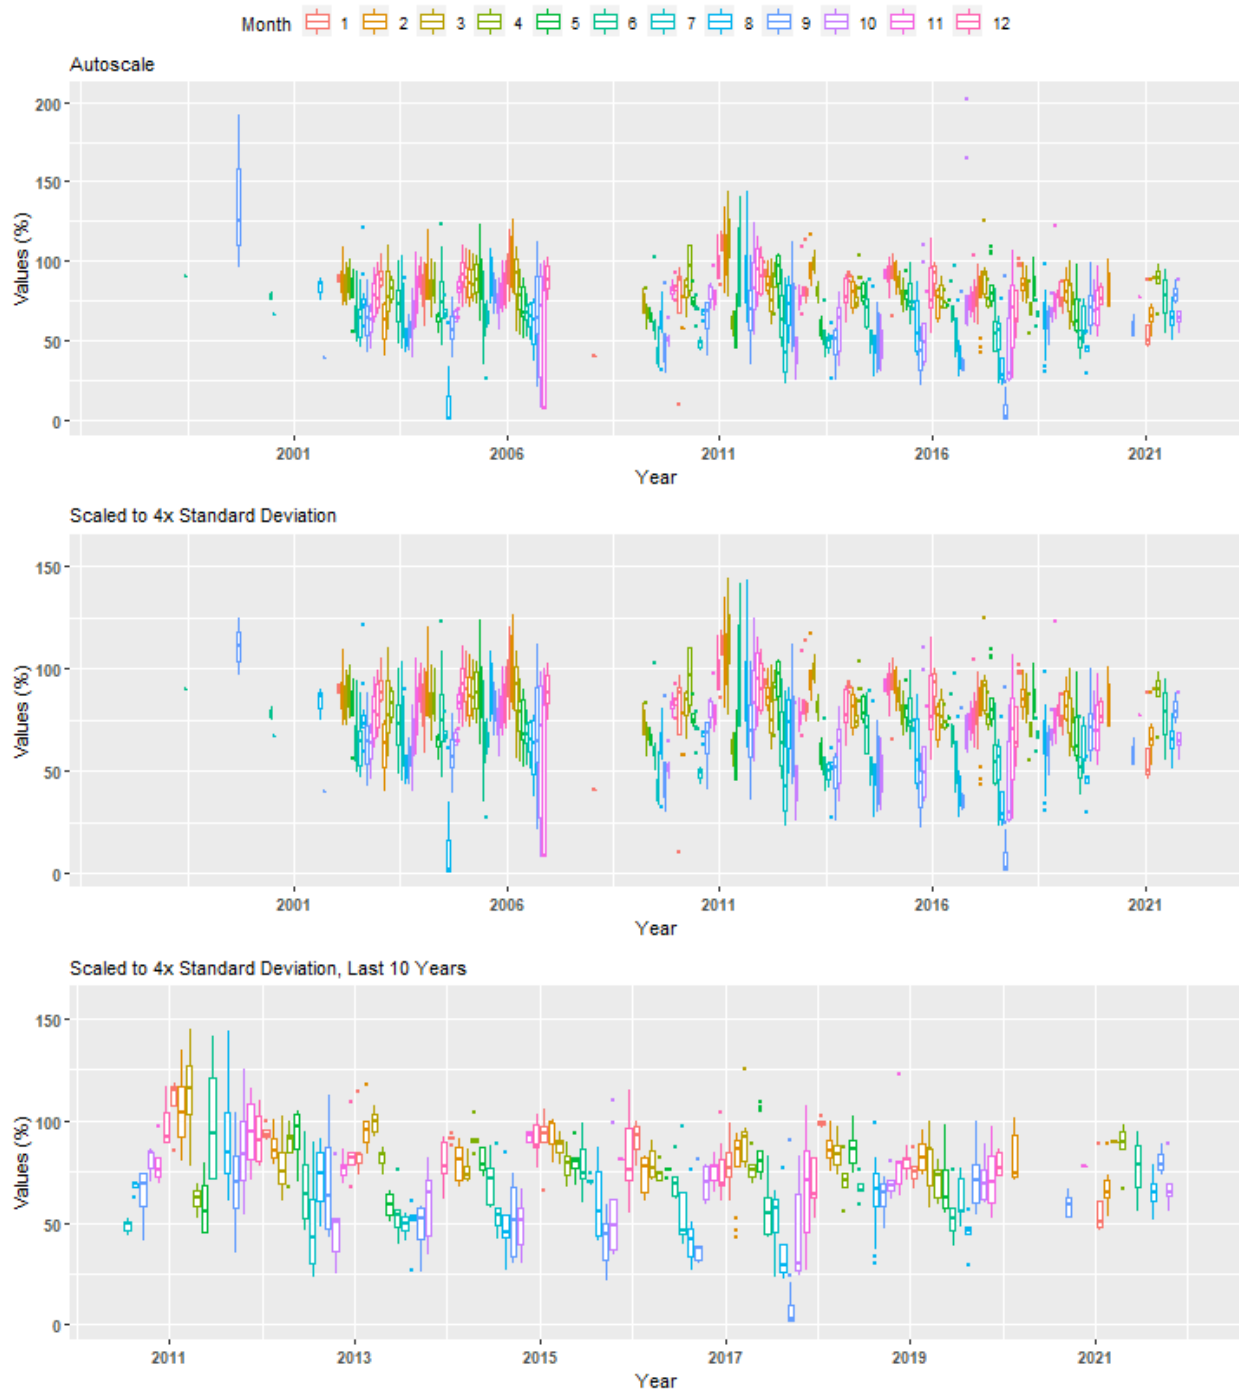 Month 1 2 3 4 5 6 7 8 9 10 11 12
Autoscale
Values (%)
200
150
100
50
0
2001 2006 2011 2016 2021
Year
Scaled to 4x Standard Deviation
Values (%)
150
100
50
0
2001 2006 2011 2016 2021
Year
Scaled to 4x Standard Deviation, Last 10 Years
Values (%)
150
100
50
0
2011 2013 2015 2017 2019 2021
Year